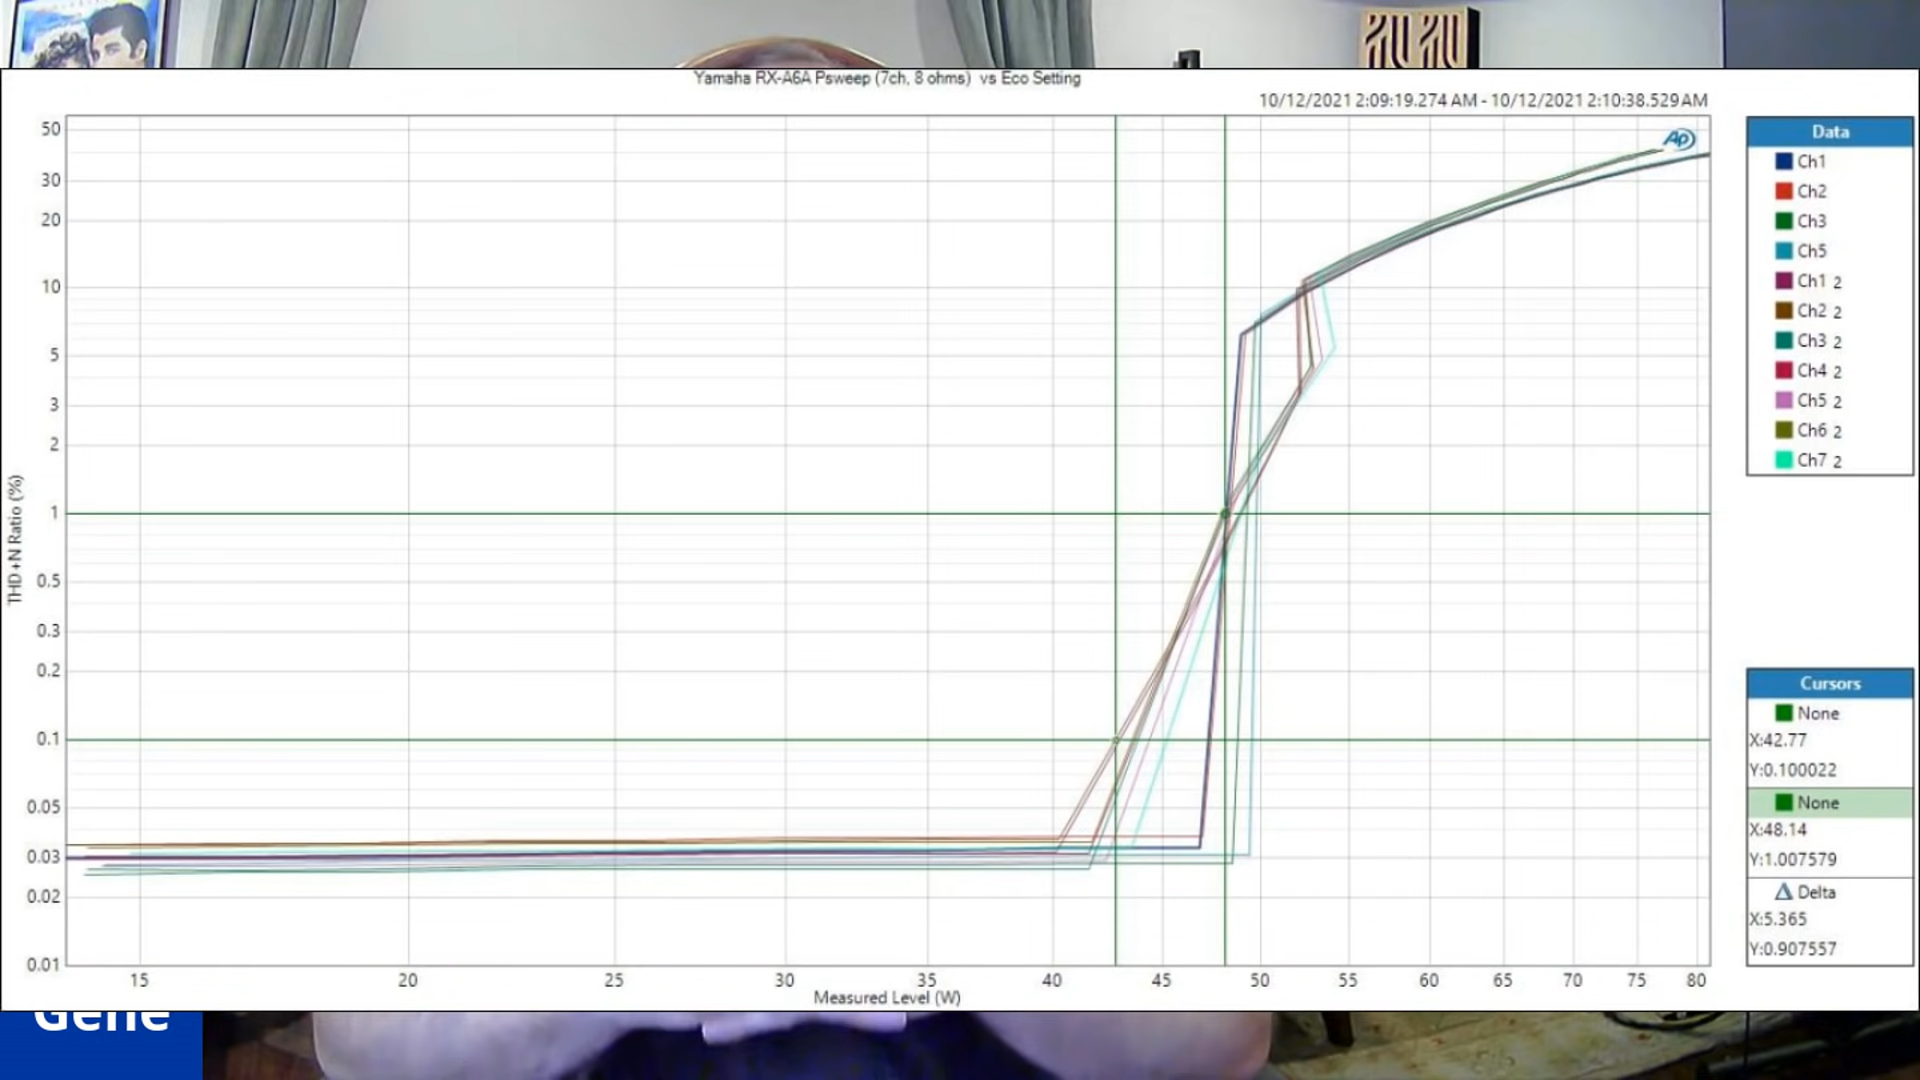 Yamaha RX-A6A Psweep (7ch, 8 ohms) vs Eco Setting
10/12/2021 2:09:19.274 AM - 10/12/2021 2:10:38.529 AM
50
30
20
10
5
3
2
1
0.5
0.3
0.2
0.1
0.05
0.03
0.02
0.01
THD+N Ratio (%)
15
20
25
30
35
40
45
50
55
60
65
70
75
80
Measured Level (W)
AP
Data
Ch1
Ch2
Ch3
Ch5
Ch1 2
Ch2 2
Ch3 2
Ch4 2
Ch5 2
Ch6 2
Ch7 2
Cursors
None
X:42.77
Y:0.100022
None
X:48.14
Y:1.007579
Delta
X:5.365
Y:0.907557
Gene